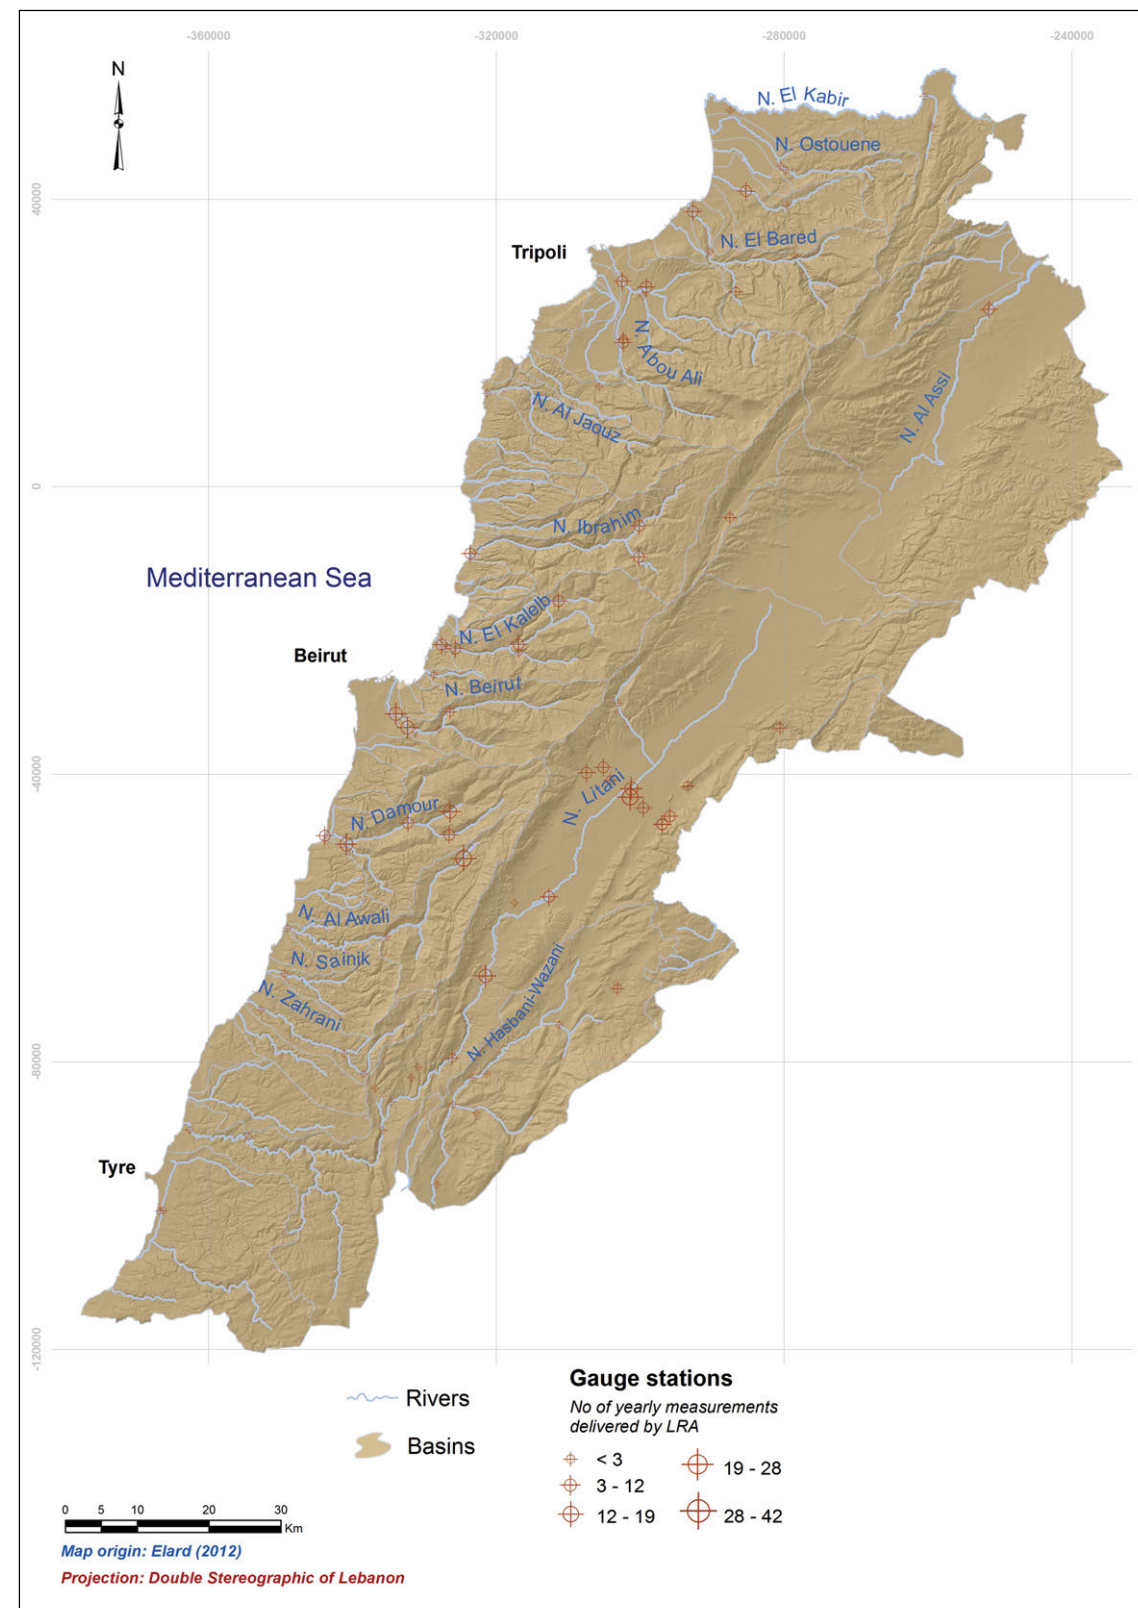 -360000
-320000
-280000
-240000
N
N. El Kabir
N. Ostouene
40000
N. El Bared
Tripoli
N. Abou Ali
N. Al Assi
N. Al Jaouz
0
N. Ibrahim
Mediterranean Sea
N. El Kalelb
Beirut
N. Beirut
-40000
N. Litani
N. Damour
N. Al Awali
N. Sainik
N. Zahrani
N. Hasbani-Wazani
-80000
Tyre
-120000
Rivers
Basins
Gauge stations
No of yearly measurements
delivered by LRA
< 3
3 - 12
12 - 19
19 - 28
28 - 42
0 5 10 20 30
Km
Map origin: Elard (2012)
Projection: Double Stereographic of Lebanon